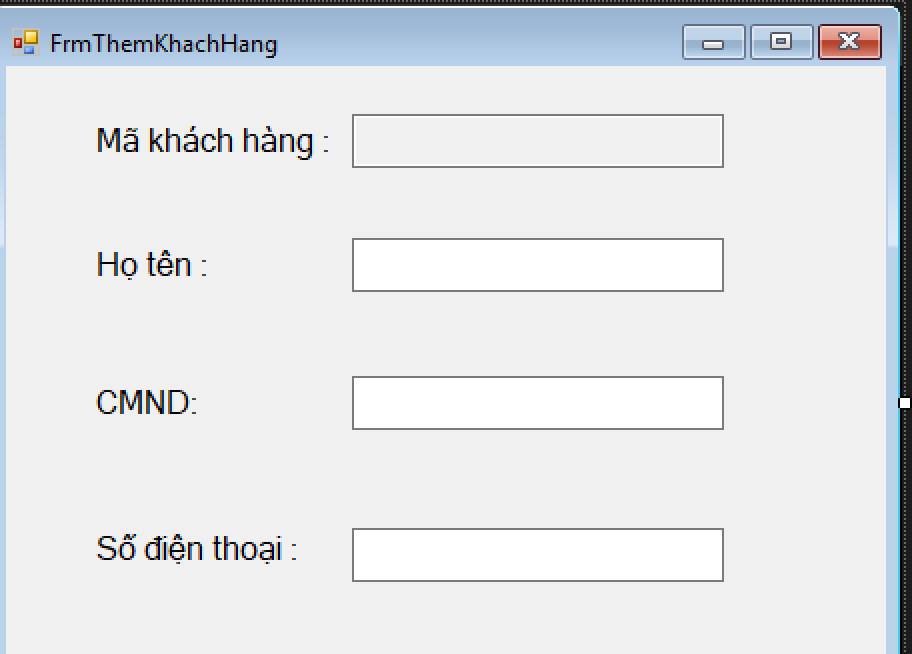 FrmThemKhachHang
Mã khách hàng :
Họ tên :
CMND:
Số điện thoại :